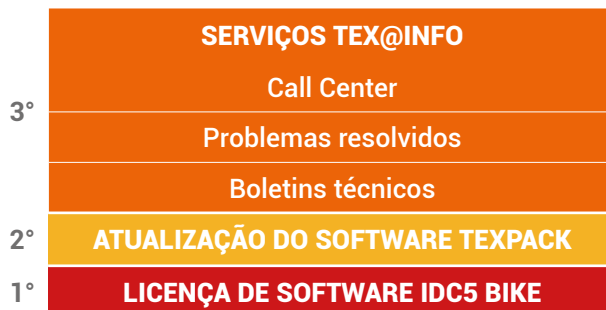 SERVIÇOS TEX@INFO
Call Center
3°
Problemas resolvidos
Boletins técnicos
2° ATUALIZAÇÃO DO SOFTWARE TEXPACK
1° LICENÇA DE SOFTWARE IDC5 BIKE